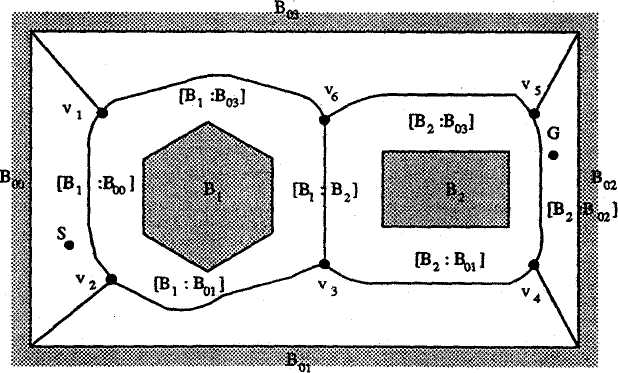 B03
v1
[B1 :B03]
v6
v5
[B2 :B03]
G
B00
[B1 :B00]
B1
[B1 : B2]
B2
B02
[B2 :B02]
S
v2
[B1 : B01]
v3
[B2 : B01]
v4
B01